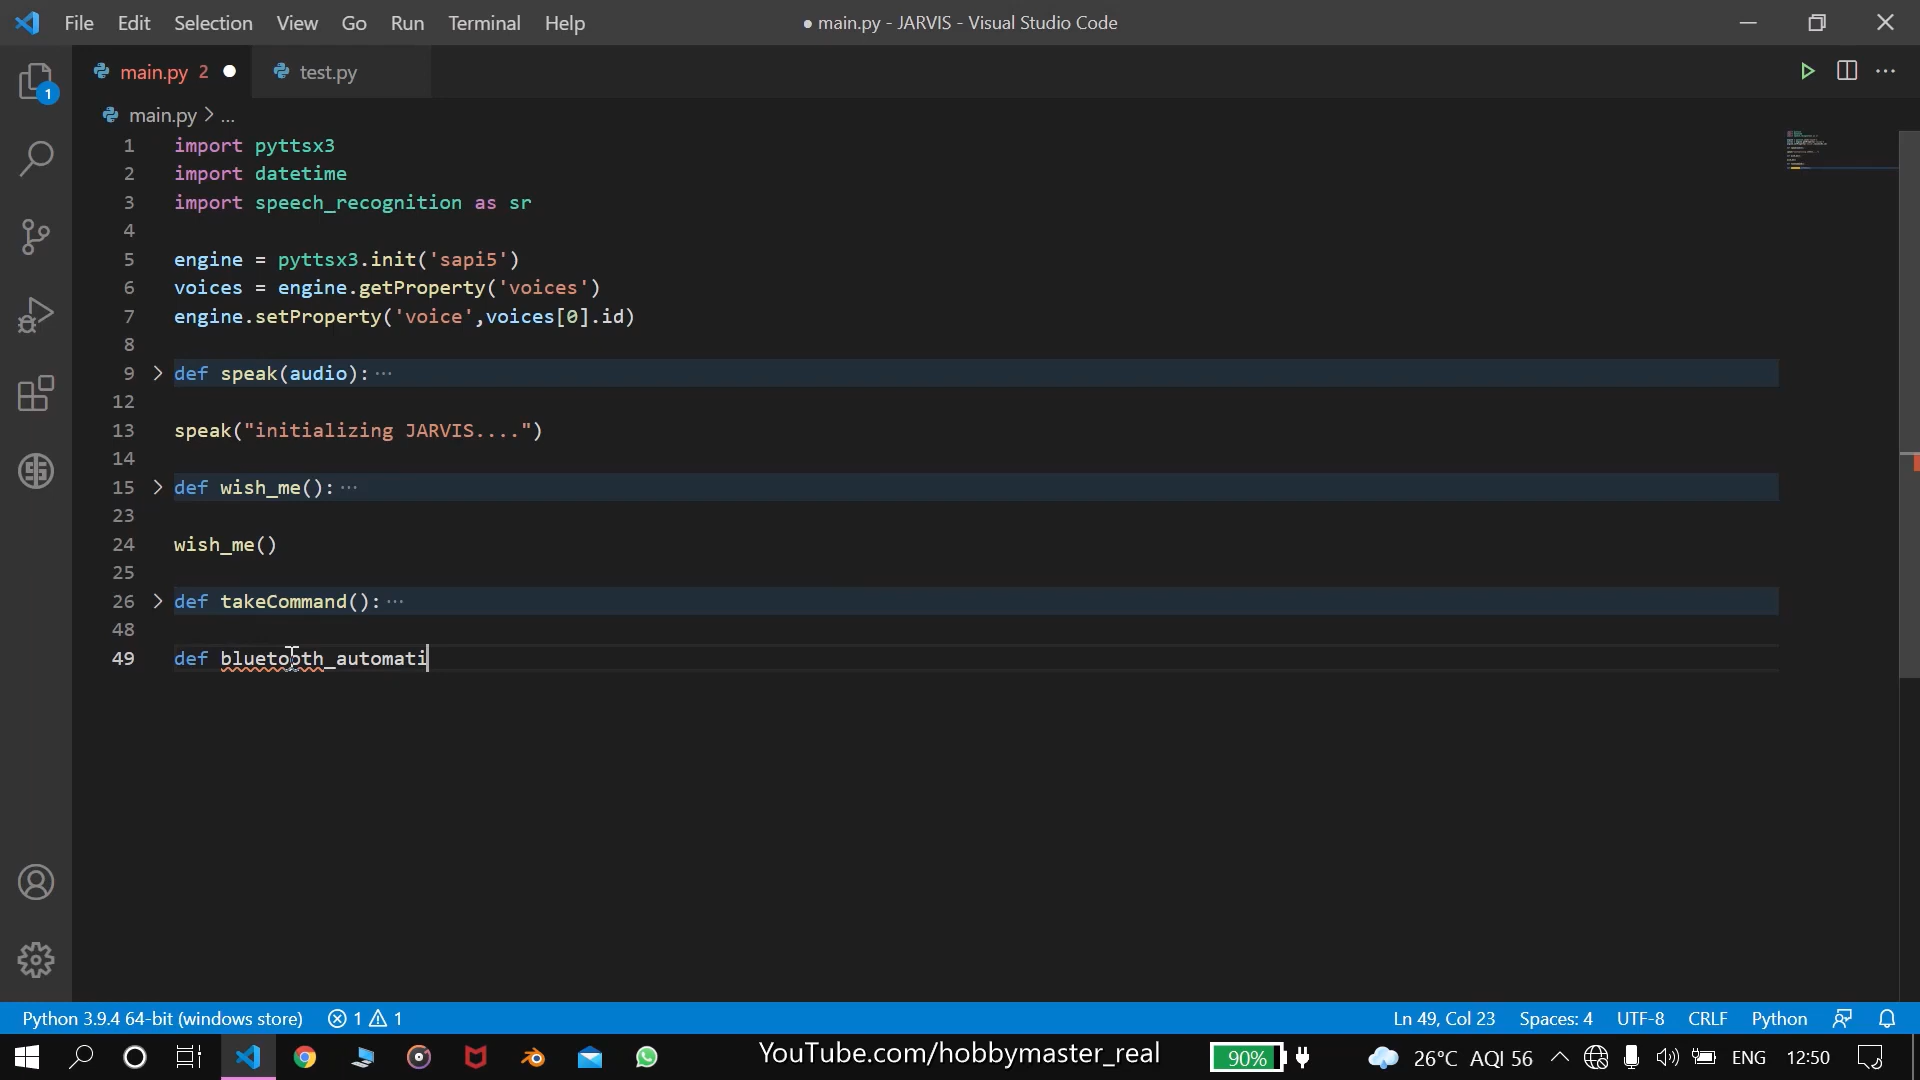 File Edit Selection View Go Run Terminal Help ● main.py - JARVIS - Visual Studio Code
main.py 2 ● test.py
main.py > ...
1 import pyttsx3
2 import datetime
3 import speech_recognition as sr
4
5 engine = pyttsx3.init('sapi5')
6 voices = engine.getProperty('voices')
7 engine.setProperty('voice',voices[0].id)
8
9 > def speak(audio): ···
12
13 speak("initializing JARVIS....")
14
15 > def wish_me(): ···
23
24 wish_me()
25
26 > def takeCommand(): ···
48
49 def bluetooth_automati
1
Python 3.9.4 64-bit (windows store) 1 1 Ln 49, Col 23 Spaces: 4 UTF-8 CRLF Python
YouTube.com/hobbymaster_real 90% 26°C AQI 56 ENG 12:50